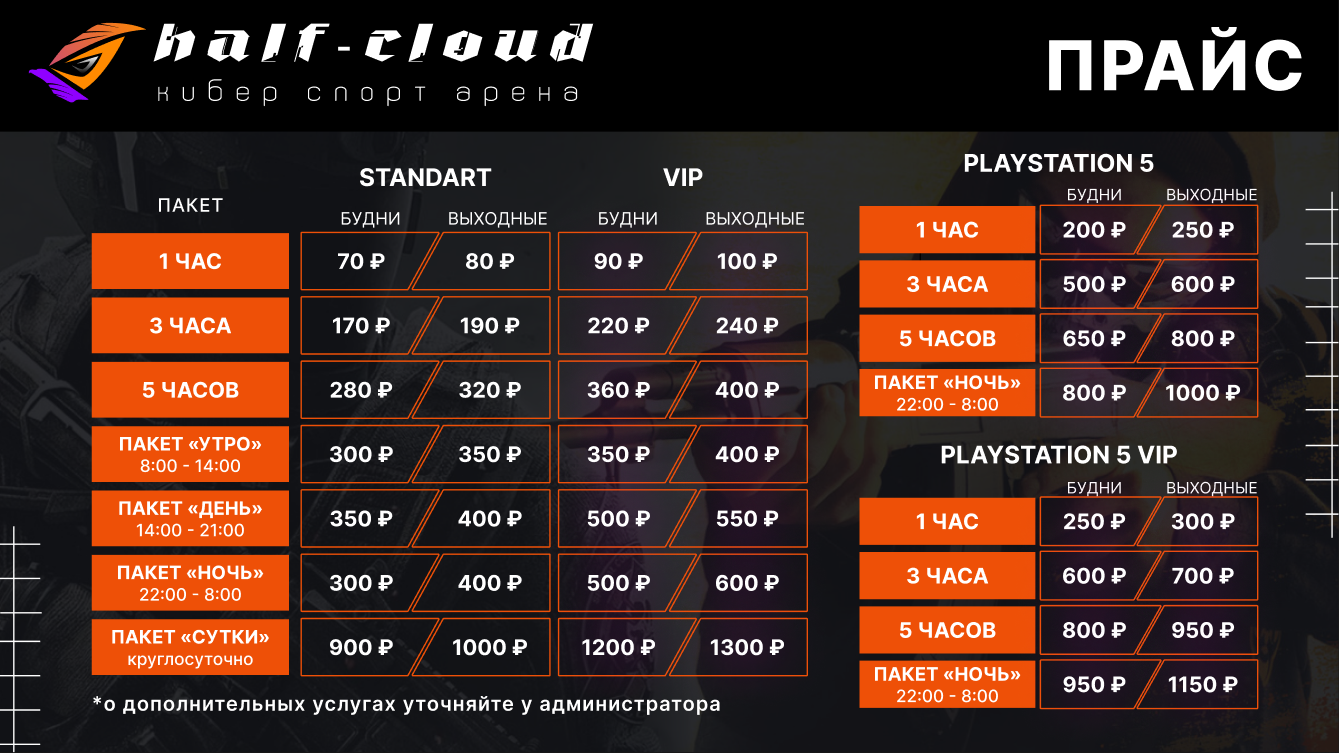 half-cloud
кибер спорт арена
ПРАЙС
ПАКЕТ
STANDART
VIP
БУДНИ ВЫХОДНЫЕ БУДНИ ВЫХОДНЫЕ
1 ЧАС 70 ₽ 80 ₽ 90 ₽ 100 ₽
3 ЧАСА 170 ₽ 190 ₽ 220 ₽ 240 ₽
5 ЧАСОВ 280 ₽ 320 ₽ 360 ₽ 400 ₽
ПАКЕТ «УТРО»
8:00 - 14:00
300 ₽ 350 ₽ 350 ₽ 400 ₽
ПАКЕТ «ДЕНЬ»
14:00 - 21:00
350 ₽ 400 ₽ 500 ₽ 550 ₽
ПАКЕТ «НОЧЬ»
22:00 - 8:00
300 ₽ 400 ₽ 500 ₽ 600 ₽
ПАКЕТ «СУТКИ»
круглосуточно
900 ₽ 1000 ₽ 1200 ₽ 1300 ₽
*о дополнительных услугах уточняйте у администратора
PLAYSTATION 5
БУДНИ ВЫХОДНЫЕ
1 ЧАС 200 ₽ 250 ₽
3 ЧАСА 500 ₽ 600 ₽
5 ЧАСОВ 650 ₽ 800 ₽
ПАКЕТ «НОЧЬ»
22:00 - 8:00
800 ₽ 1000 ₽
PLAYSTATION 5 VIP
БУДНИ ВЫХОДНЫЕ
1 ЧАС 250 ₽ 300 ₽
3 ЧАСА 600 ₽ 700 ₽
5 ЧАСОВ 800 ₽ 950 ₽
ПАКЕТ «НОЧЬ»
22:00 - 8:00
950 ₽ 1150 ₽